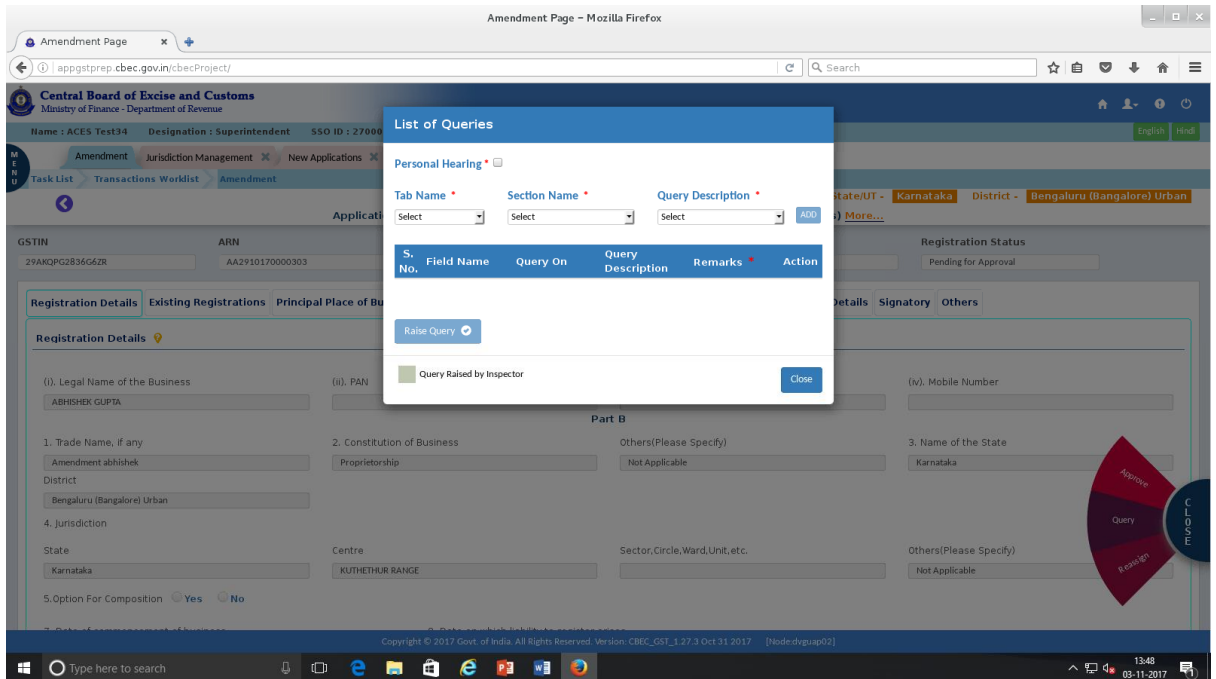 Amendment Page - Mozilla Firefox
Amendment Page
appgstprep.cbec.gov.in/cbecProject/
Search
Central Board of Excise and Customs
Ministry of Finance - Department of Revenue
Name : ACES Test34 Designation : Superintendent SSO ID : 27000
English Hindi
MENU
Amendment Jurisdiction Management New Applications
Task List Transactions Worklist Amendment
State/UT - Karnataka District - Bengaluru (Bangalore) Urban
Applicati
) More...
GSTIN ARN Registration Status
29AKQPG2836G6ZR AA2910170000303 Pending for Approval
Registration Details Existing Registrations Principal Place of Bu
Details Signatory Others
Registration Details
(i). Legal Name of the Business (ii). PAN (iv). Mobile Number
ABHISHEK GUPTA
Part B
1. Trade Name, if any 2. Constitution of Business Others(Please Specify) 3. Name of the State
Amendment abhishek Proprietorship Not Applicable Karnataka
District
Bengaluru (Bangalore) Urban
4. Jurisdiction
State Centre Sector,Circle,Ward,Unit,etc. Others(Please Specify)
Karnataka KUTHETHUR RANGE Not Applicable
5.Option For Composition Yes No
List of Queries
Personal Hearing *
Tab Name * Section Name * Query Description *
Select Select Select ADD
S. No. Field Name Query On Query Description Remarks * Action
Raise Query
Query Raised by Inspector
Close
Approve
Query
Reassign
CLOSE
Copyright © 2017 Govt. of India. All Rights Reserved. Version: CBEC_GST_1.27.3 Oct 31 2017 [Node:dvguap02]
Type here to search
13:48
03-11-2017